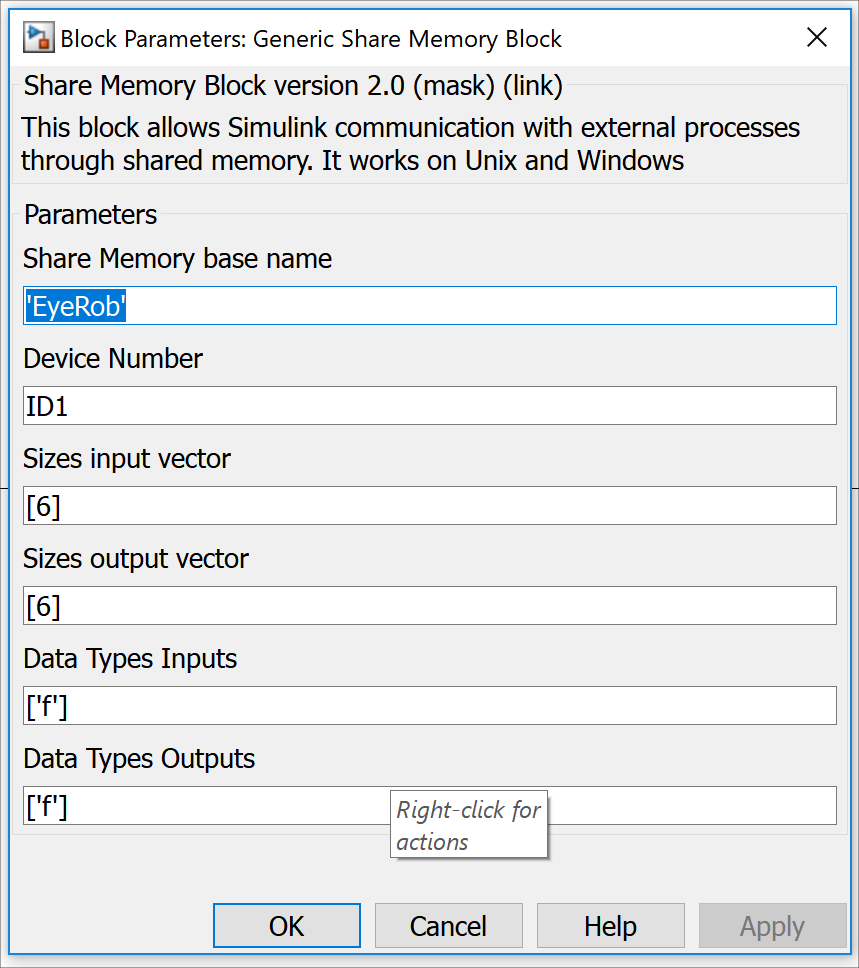 Block Parameters: Generic Share Memory Block
Share Memory Block version 2.0 (mask) (link)
This block allows Simulink communication with external processes
through shared memory. It works on Unix and Windows
Parameters
Share Memory base name
'EyeRob'
Device Number
ID1
Sizes input vector
[6]
Sizes output vector
[6]
Data Types Inputs
['f']
Data Types Outputs
['f']
Right-click for
actions
OK
Cancel
Help
Apply